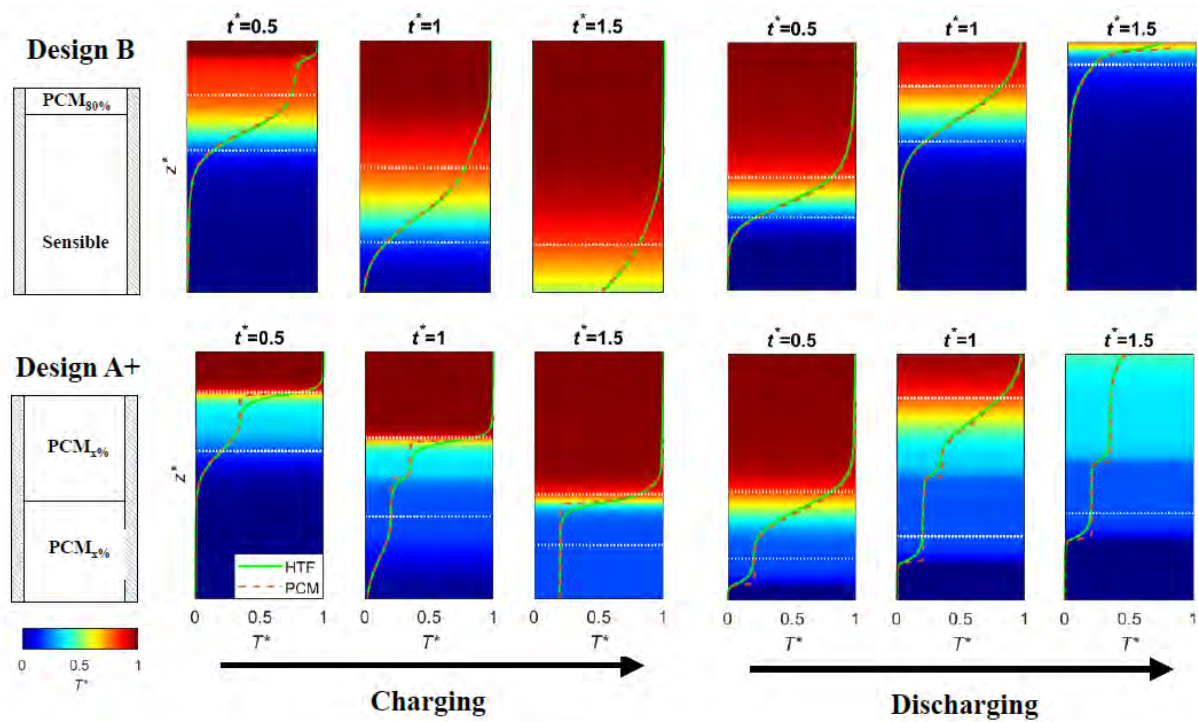 Design B
PCM80%
Sensible
t*=0.5
t*=1
t*=1.5
t*=0.5
t*=1
t*=1.5
z*
Design A+
PCMx%
PCMx%
t*=0.5
t*=1
t*=1.5
t*=0.5
t*=1
t*=1.5
z*
HTF
PCM
0 0.5 1
T*
0 0.5 1
T*
0 0.5 1
T*
0 0.5 1
T*
0 0.5 1
T*
0 0.5 1
T*
0 0.5 1
T*
Charging
Discharging